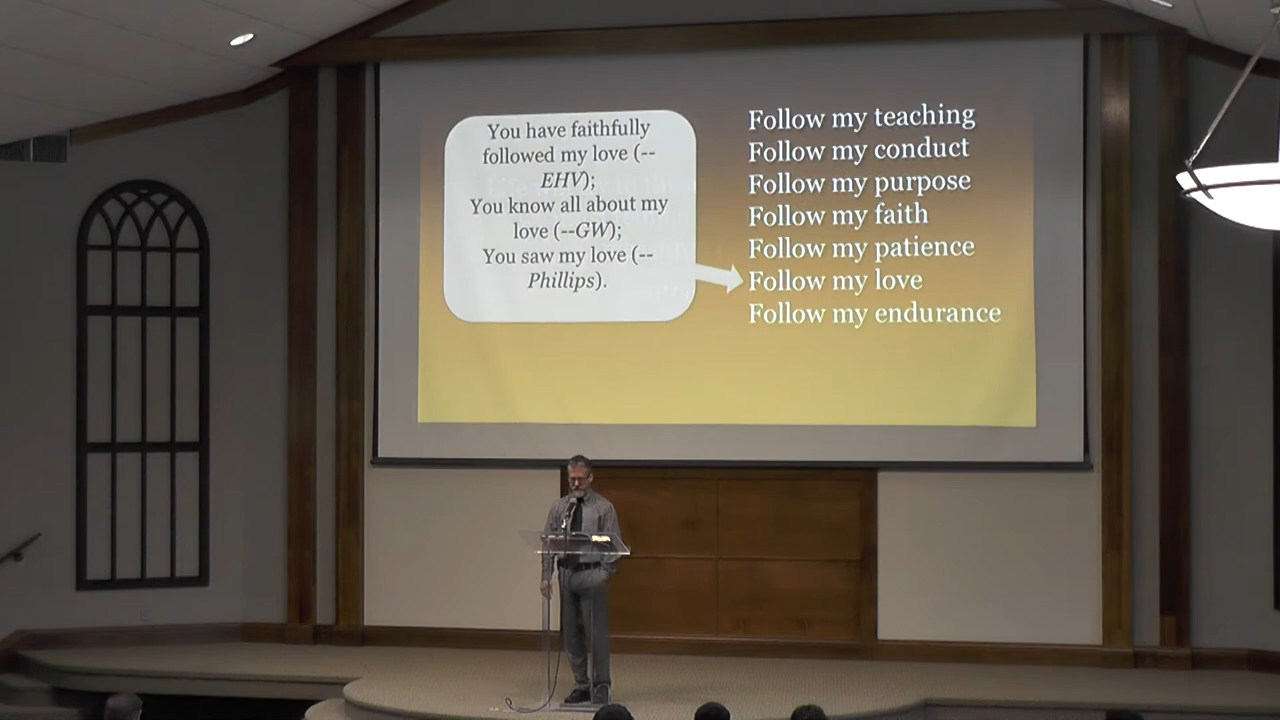 You have faithfully
followed my love (--
EHV);
You know all about my
love (--GW);
You saw my love (--
Phillips).
Follow my teaching
Follow my conduct
Follow my purpose
Follow my faith
Follow my patience
Follow my love
Follow my endurance